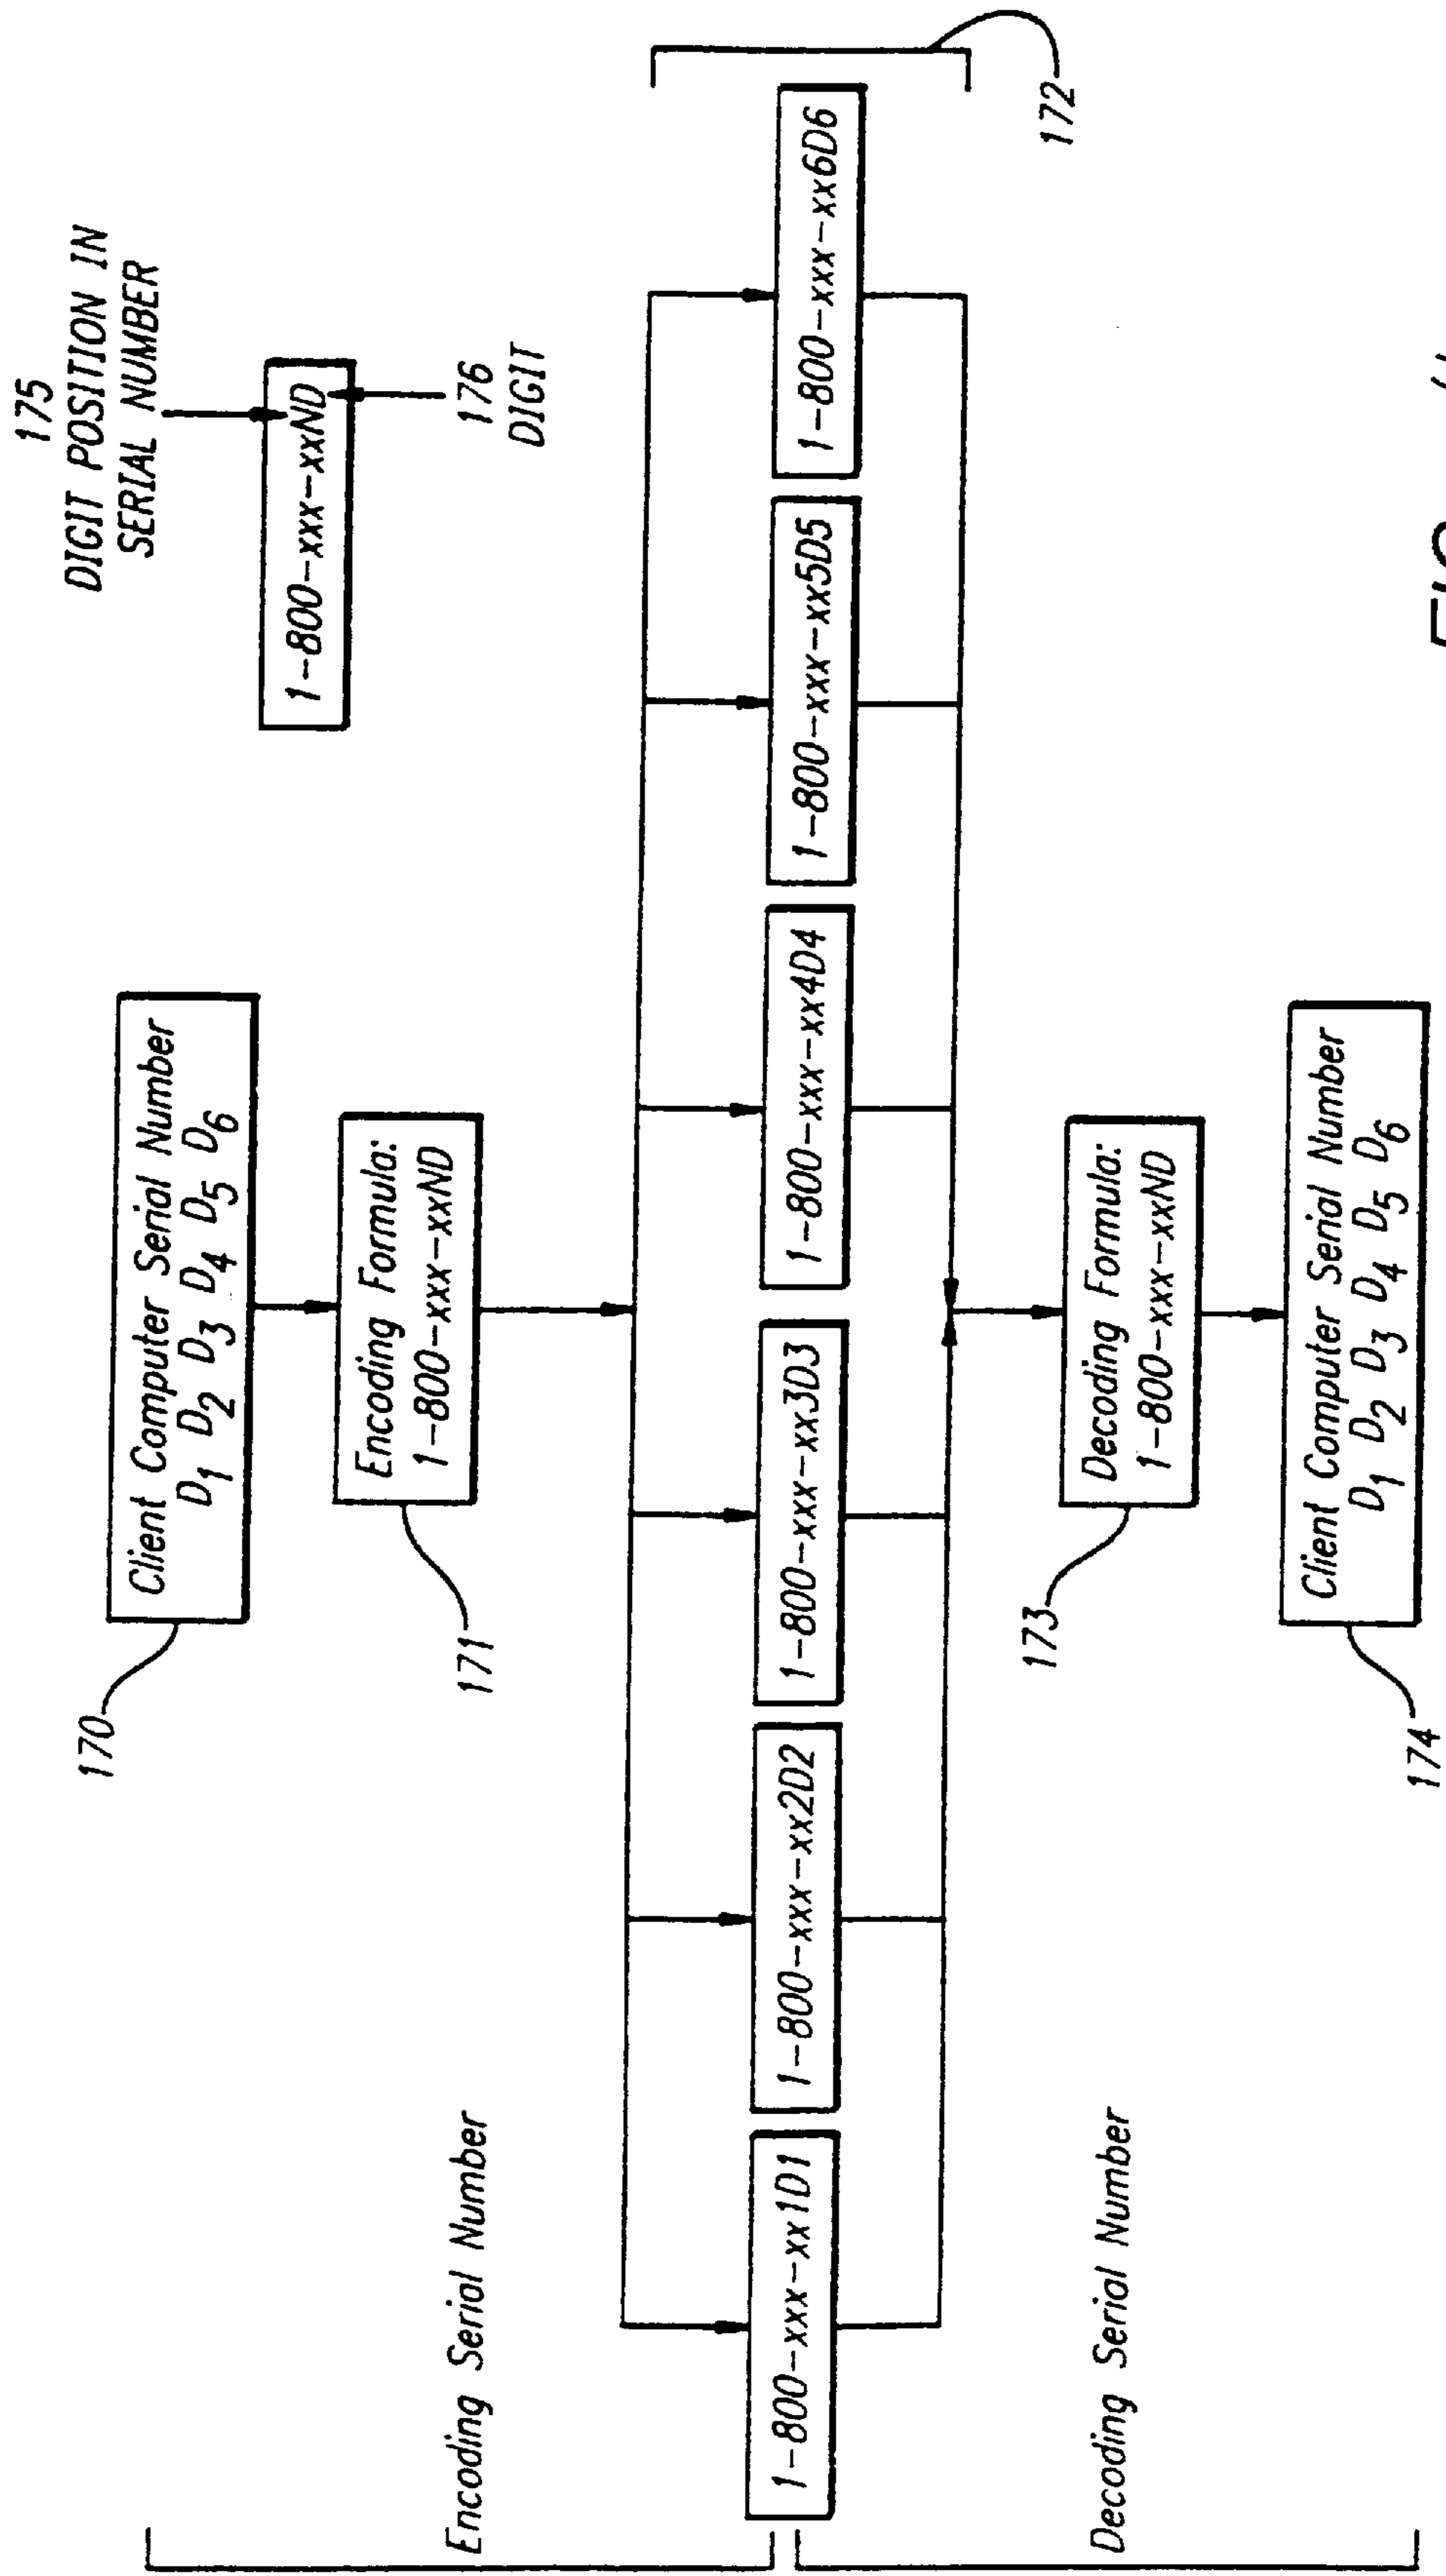 175
DIGIT POSITION IN
SERIAL NUMBER
1-800-xxx-xxND
176
DIGIT
170
Client Computer Serial Number
D1 D2 D3 D4 D5 D6
171
Encoding Formula:
1-800-xxx-xxND
Encoding Serial Number
1-800-xxx-xx1D1
1-800-xxx-xx2D2
1-800-xxx-xx3D3
1-800-xxx-xx4D4
1-800-xxx-xx5D5
1-800-xxx-xx6D6
172
Decoding Serial Number
173
Decoding Formula:
1-800-xxx-xxND
174
Client Computer Serial Number
D1 D2 D3 D4 D5 D6